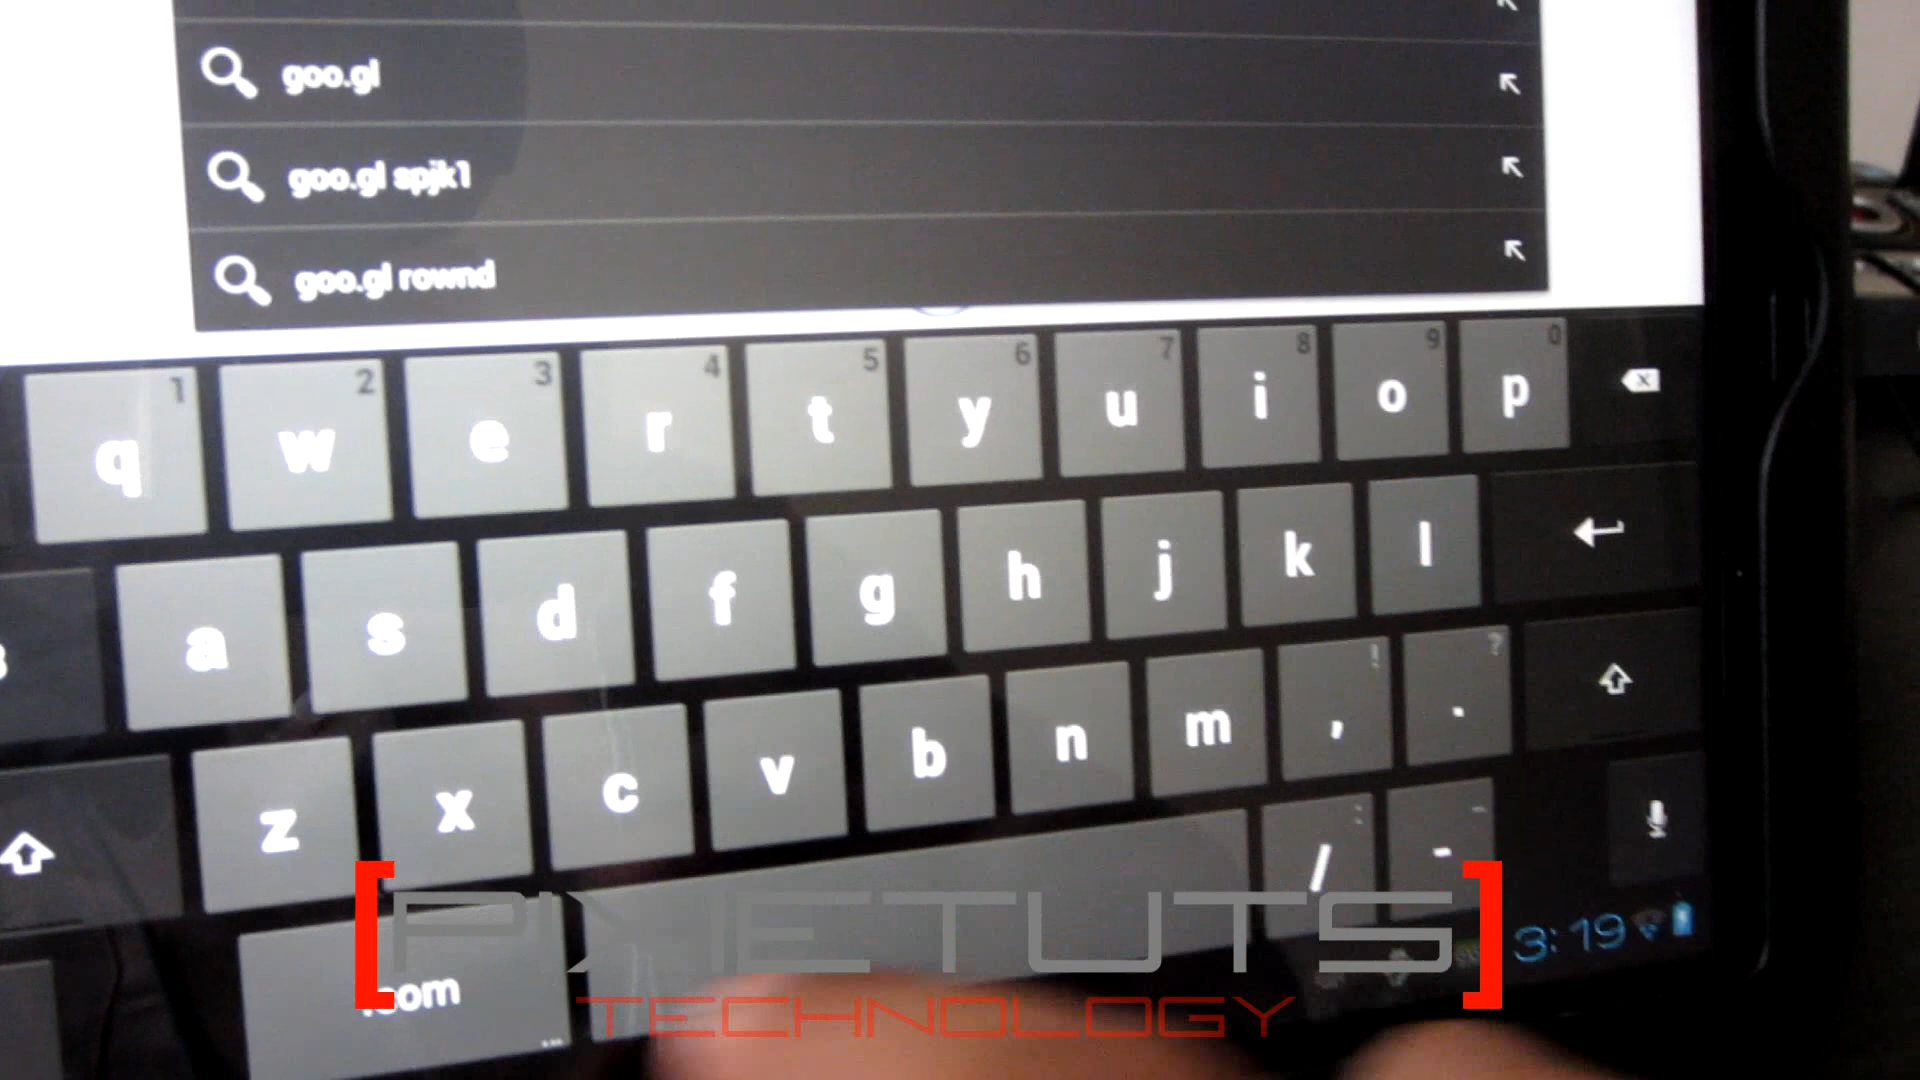 goo.gl
goo.gl spjk1
goo.gl rownd
q 1 w 2 e 3 r 4 t 5 y 6 u 7 i 8 o 9 p 0
a s d f g h j k l
z x c v b n m , ! . ?
.com ... / : - 
[PIXETUTS]
TECHNOLOGY
3:19